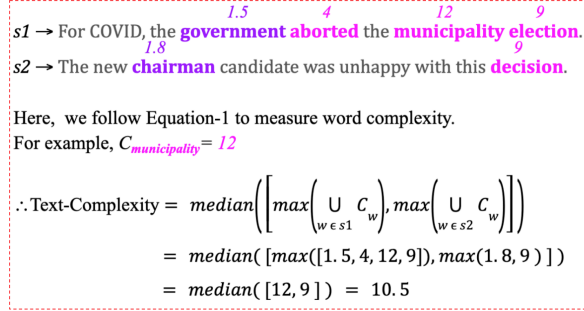 1.5 4 12 9
s1 → For COVID, the government aborted the municipality election.
1.8 9
s2 → The new chairman candidate was unhappy with this decision.
Here, we follow Equation-1 to measure word complexity.
For example, C_municipality = 12
∴Text-Complexity = median([max(∪_{w ∈ s1} C_w), max(∪_{w ∈ s2} C_w)])
= median( [max([1.5, 4, 12, 9]), max(1.8, 9 ) ] )
= median( [12, 9 ] ) = 10.5